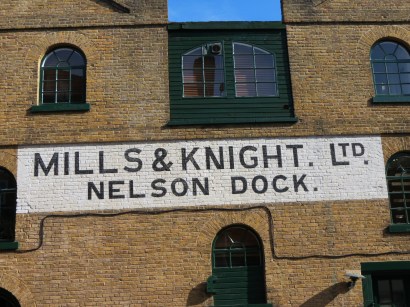 MILLS & KNIGHT. LTD.
NELSON DOCK.